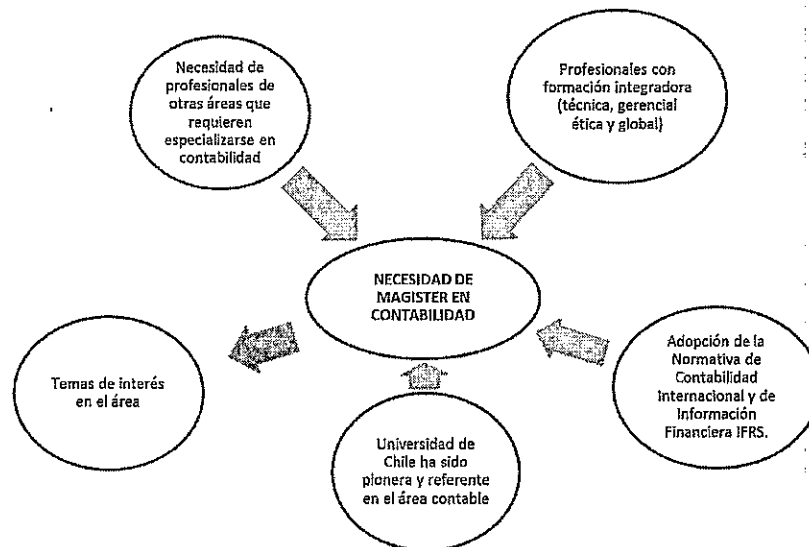 Necesidad de
profesionales de
otras áreas que
requieren
especializarse en
contabilidad
Profesionales con
formación integradora
(técnica, gerencial
ética y global)
NECESIDAD DE
MAGISTER EN
CONTABILIDAD
Temas de interés
en el área
Universidad de
Chile ha sido
pionera y referente
en el área contable
Adopción de la
Normativa de
Contabilidad
Internacional y de
Información
Financiera IFRS.